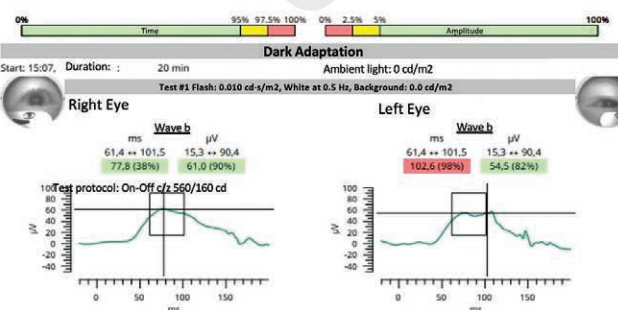 0% 95% 97.5% 100% 0% 2.5% 5% 100%
Time Amplitude
Dark Adaptation
Start: 15:07, Duration: : 20 min Ambient light: 0 cd/m2
Test #1 Flash: 0.010 cd·s/m2, White at 0.5 Hz, Background: 0.0 cd/m2
Right Eye Left Eye
Wave b Wave b
ms μV ms μV
61,4 ↔ 101,5 15,3 ↔ 90,4 61,4 ↔ 101,5 15,3 ↔ 90,4
77,8 (38%) 61,0 (90%) 102,6 (98%) 54,5 (82%)
Test protocol: On-Off c/z 560/160 cd
100 100
80 80
60 60
40 40
20 20
0 0
-20 -20
-40 -40
μV μV
0 50 100 150 0 50 100 150
ms ms